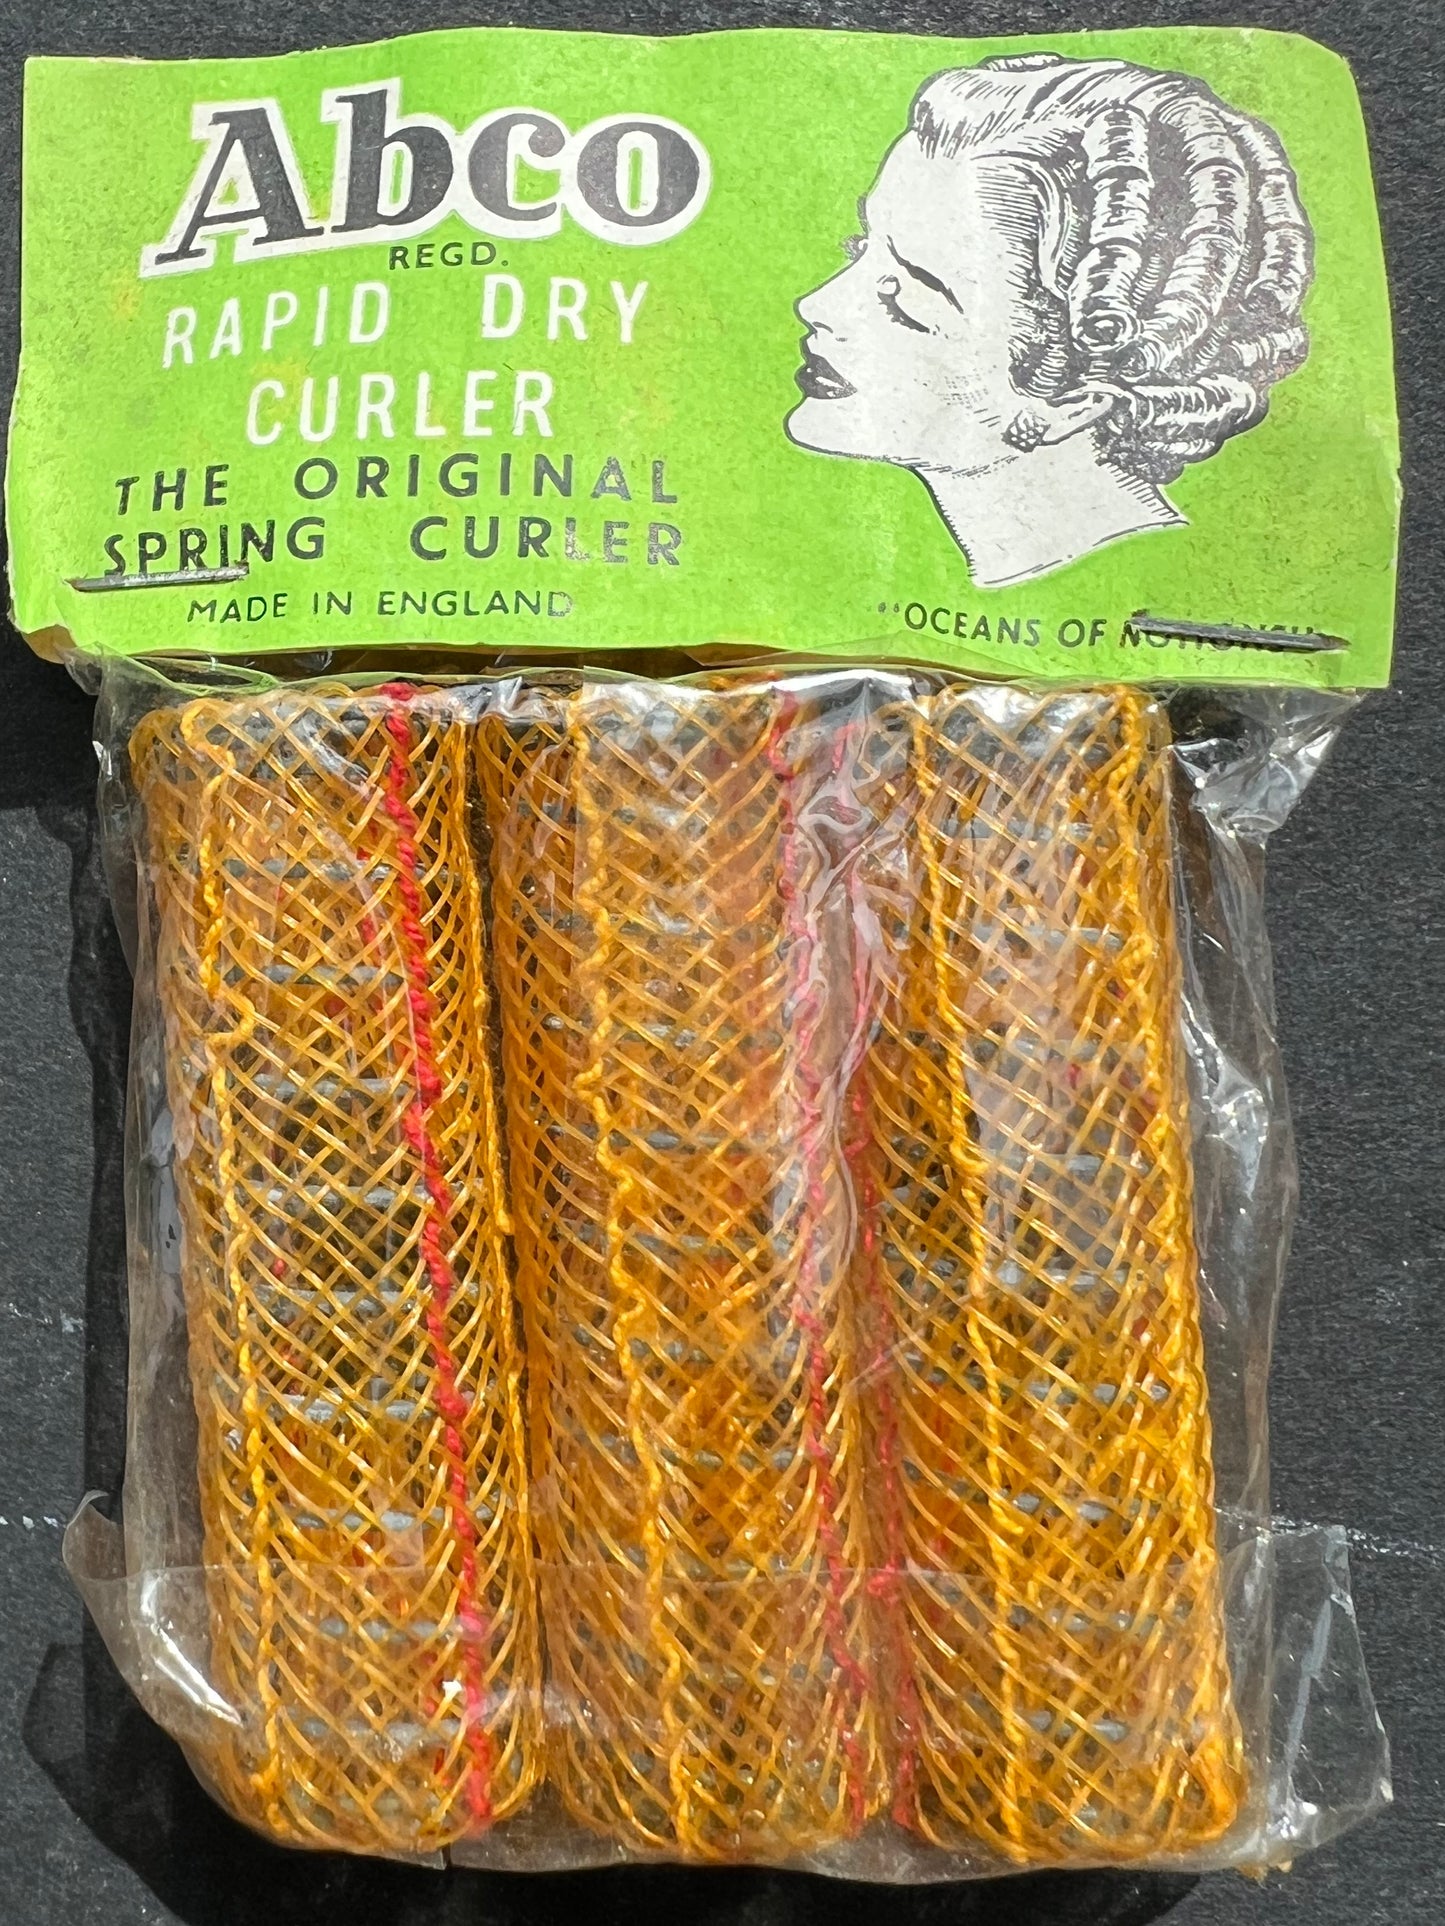 Abco
REGD.
RAPID DRY
CURLER
THE ORIGINAL
SPRING CURLER
MADE IN ENGLAND
"OCEANS OF